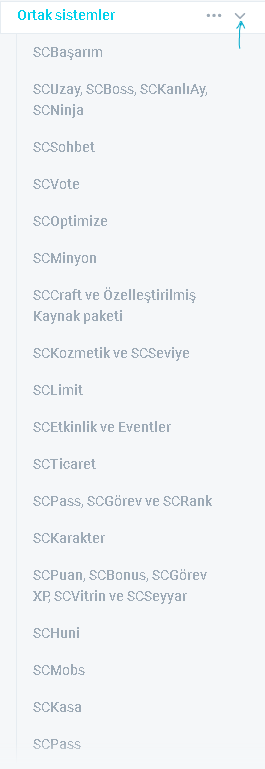 Ortak sistemler
SCBaşarım
SCUzay, SCBoss, SCKanlıAy,
SCNinja
SCSohbet
SCVote
SCOptimize
SCMinyon
SCCraft ve Özelleştirilmiş
Kaynak paketi
SCKozmetik ve SCSeviye
SCLimit
SCEtkinlik ve Eventler
SCTicaret
SCPass, SCGörev ve SCRank
SCKarakter
SCPuan, SCBonus, SCGörev
XP, SCVitrin ve SCSeyyar
SCHuni
SCMobs
SCKasa
SCPass